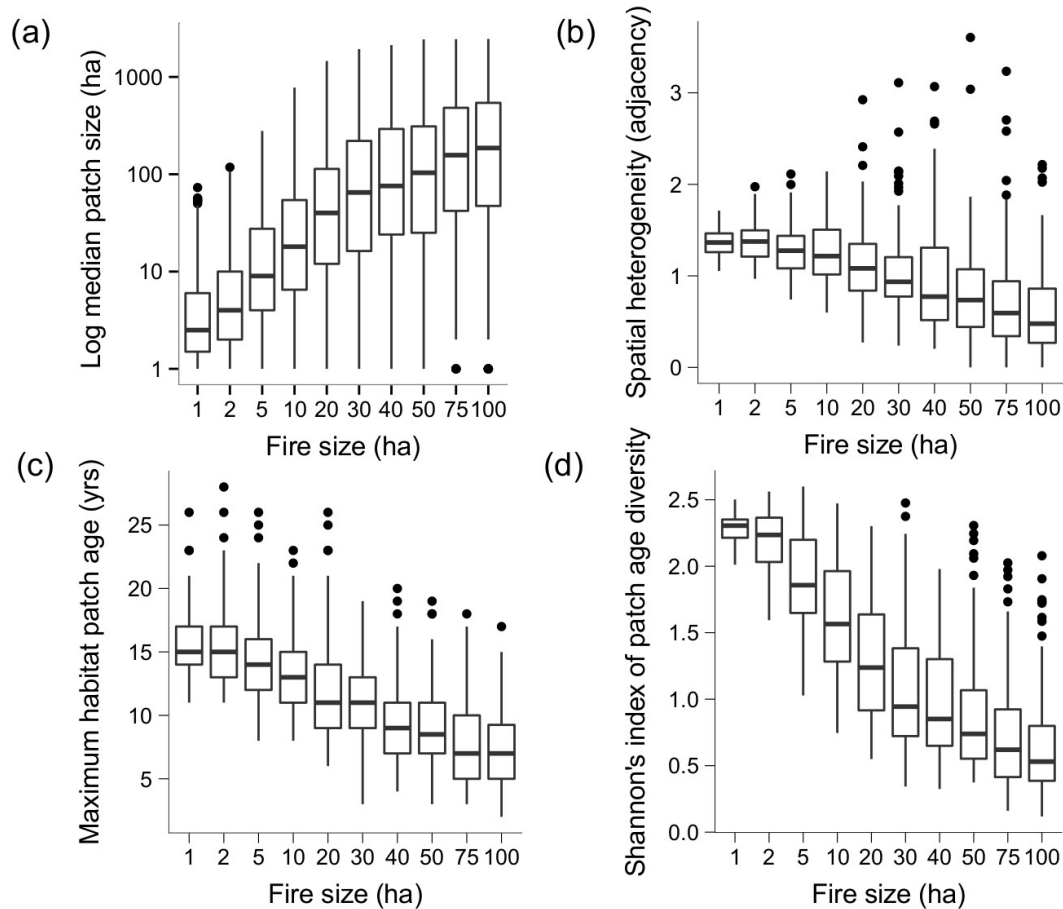 (a)
Log median patch size (ha)
1000
100
10
1
1 2 5 10 20 30 40 50 75 100
Fire size (ha)
(b)
Spatial heterogeneity (adjacency)
3
2
1
0
1 2 5 10 20 30 40 50 75 100
Fire size (ha)
(c)
Maximum habitat patch age (yrs)
25
20
15
10
5
1 2 5 10 20 30 40 50 75 100
Fire size (ha)
(d)
Shannon's index of patch age diversity
2.5
2.0
1.5
1.0
0.5
0.0
1 2 5 10 20 30 40 50 75 100
Fire size (ha)